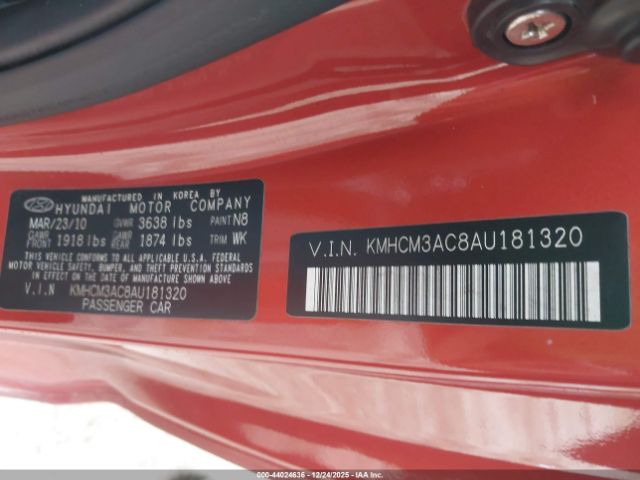 MANUFACTURED IN KOREA BY
HYUNDAI MOTOR COMPANY
MAR/23/10 GVWR 3638 lbs PAINT N8
GAWR FRONT 1918 lbs GAWR REAR 1874 lbs TRIM WK
THIS VEHICLE CONFORMS TO ALL APPLICABLE U.S.A. FEDERAL
MOTOR VEHICLE SAFETY, BUMPER, AND THEFT PREVENTION STANDARDS
IN EFFECT ON THE DATE OF MANUFACTURE SHOWN ABOVE
V.I.N KMHCM3AC8AU181320
PASSENGER CAR
V.I.N. KMHCM3AC8AU181320
000-44024636 - 12/24/2025 - IAA Inc.